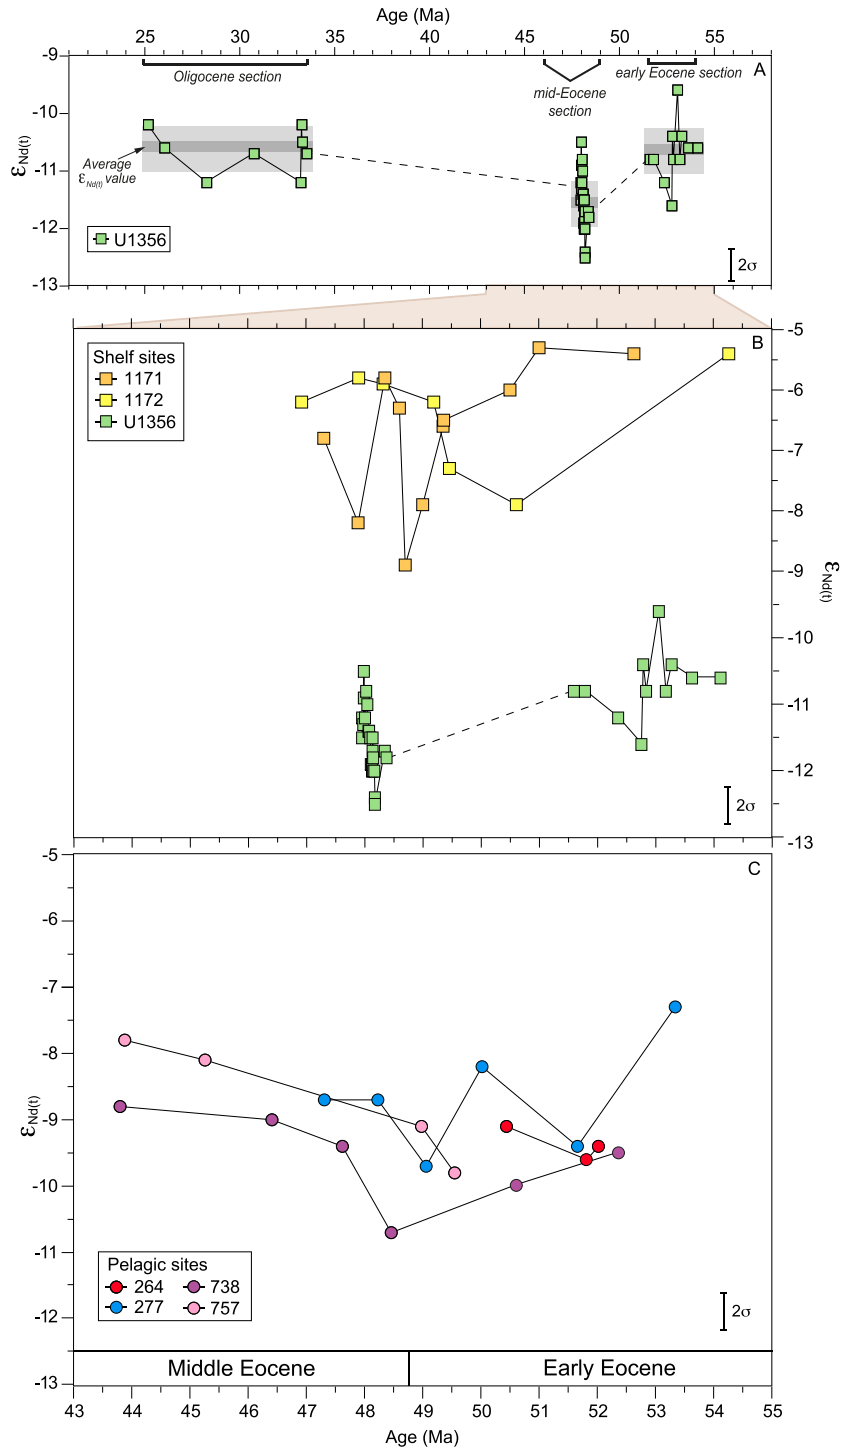 Age (Ma)
25 30 35 40 45 50 55
-9
-10
-11
-12
-13
εNd(t)
A
Oligocene section
mid-Eocene
section
early Eocene section
Average
εNd(t) value
U1356
2σ
B
Shelf sites
1171
1172
U1356
-5
-6
-7
-8
-9
-10
-11
-12
-13
εNd(t)
2σ
C
-5
-6
-7
-8
-9
-10
-11
-12
-13
εNd(t)
Pelagic sites
264 738
277 757
2σ
Middle Eocene Early Eocene
43 44 45 46 47 48 49 50 51 52 53 54 55
Age (Ma)